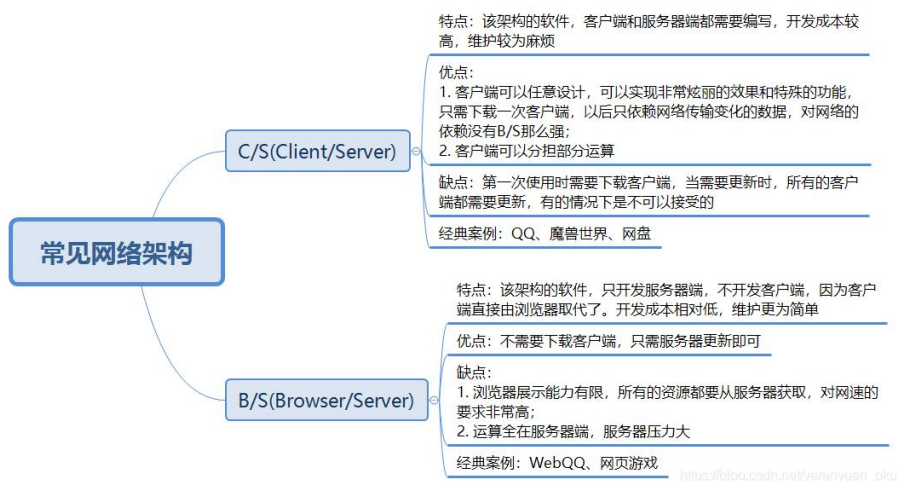 常见网络架构
C/S(Client/Server)
特点：该架构的软件，客户端和服务器端都需要编写，开发成本较
高，维护较为麻烦
优点：
1. 客户端可以任意设计，可以实现非常炫丽的效果和特殊的功能，
只需下载一次客户端，以后只依赖网络传输变化的数据，对网络的
依赖没有B/S那么强；
2. 客户端可以分担部分运算
缺点：第一次使用时需要下载客户端，当需要更新时，所有的客户
端都需要更新，有的情况下是不可以接受的
经典案例：QQ、魔兽世界、网盘
B/S(Browser/Server)
特点：该架构的软件，只开发服务器端，不开发客户端，因为客户
端直接由浏览器取代了。开发成本相对低，维护更为简单
优点：不需要下载客户端，只需服务器更新即可
缺点：
1. 浏览器展示能力有限，所有的资源都要从服务器获取，对网速的
要求非常高；
2. 运算全在服务器端，服务器压力大
经典案例：WebQQ、网页游戏